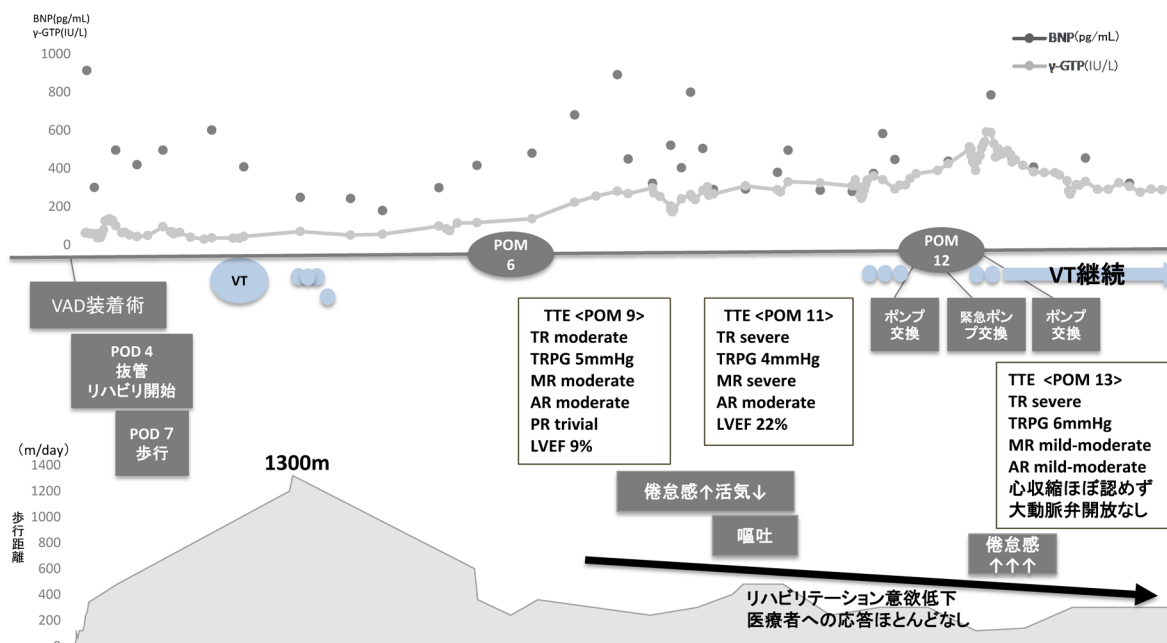 BNP(pg/mL)
γ-GTP(IU/L)
1000
800
600
400
200
0
BNP(pg/mL)
γ-GTP(IU/L)
POM
6
POM
12
VT
VT継続
VAD装着術
POD 4
抜管
リハビリ開始
POD 7
歩行
ポンプ
交換
緊急ポン
プ交換
ポンプ
交換
TTE <POM 9>
TR moderate
TRPG 5mmHg
MR moderate
AR moderate
PR trivial
LVEF 9%
TTE <POM 11>
TR severe
TRPG 4mmHg
MR severe
AR moderate
LVEF 22%
TTE <POM 13>
TR severe
TRPG 6mmHg
MR mild-moderate
AR mild-moderate
心収縮ほぼ認めず
大動脈弁開放なし
(m/day)
1400
1200
1000
800
600
400
200
0
歩行距離
1300m
倦怠感↑活気↓
嘔吐
倦怠感
↑↑↑
リハビリテーション意欲低下
医療者への応答ほとんどなし